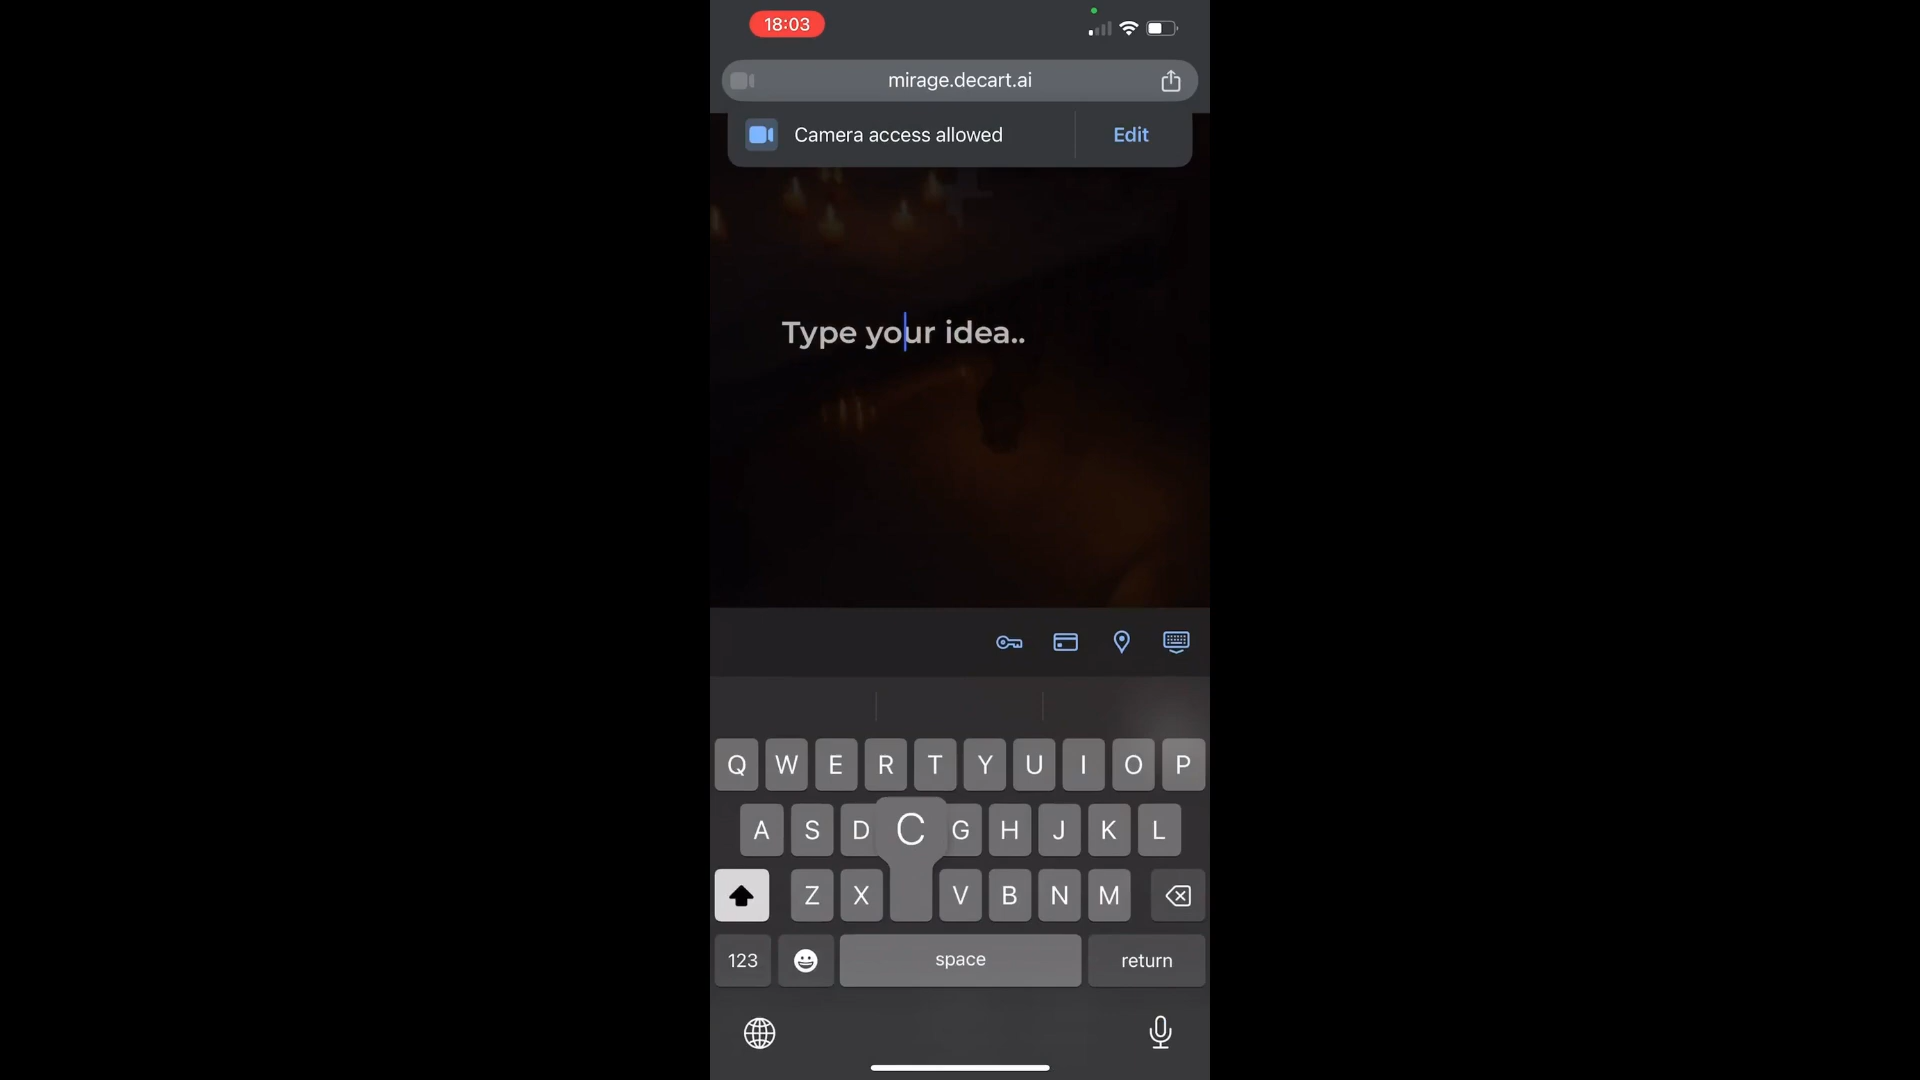 18:03
mirage.decart.ai
Camera access allowed
Edit
Type your idea..
Q W E R T Y U I O P
A S D C G H J K L
Z X V B N M
123 space return